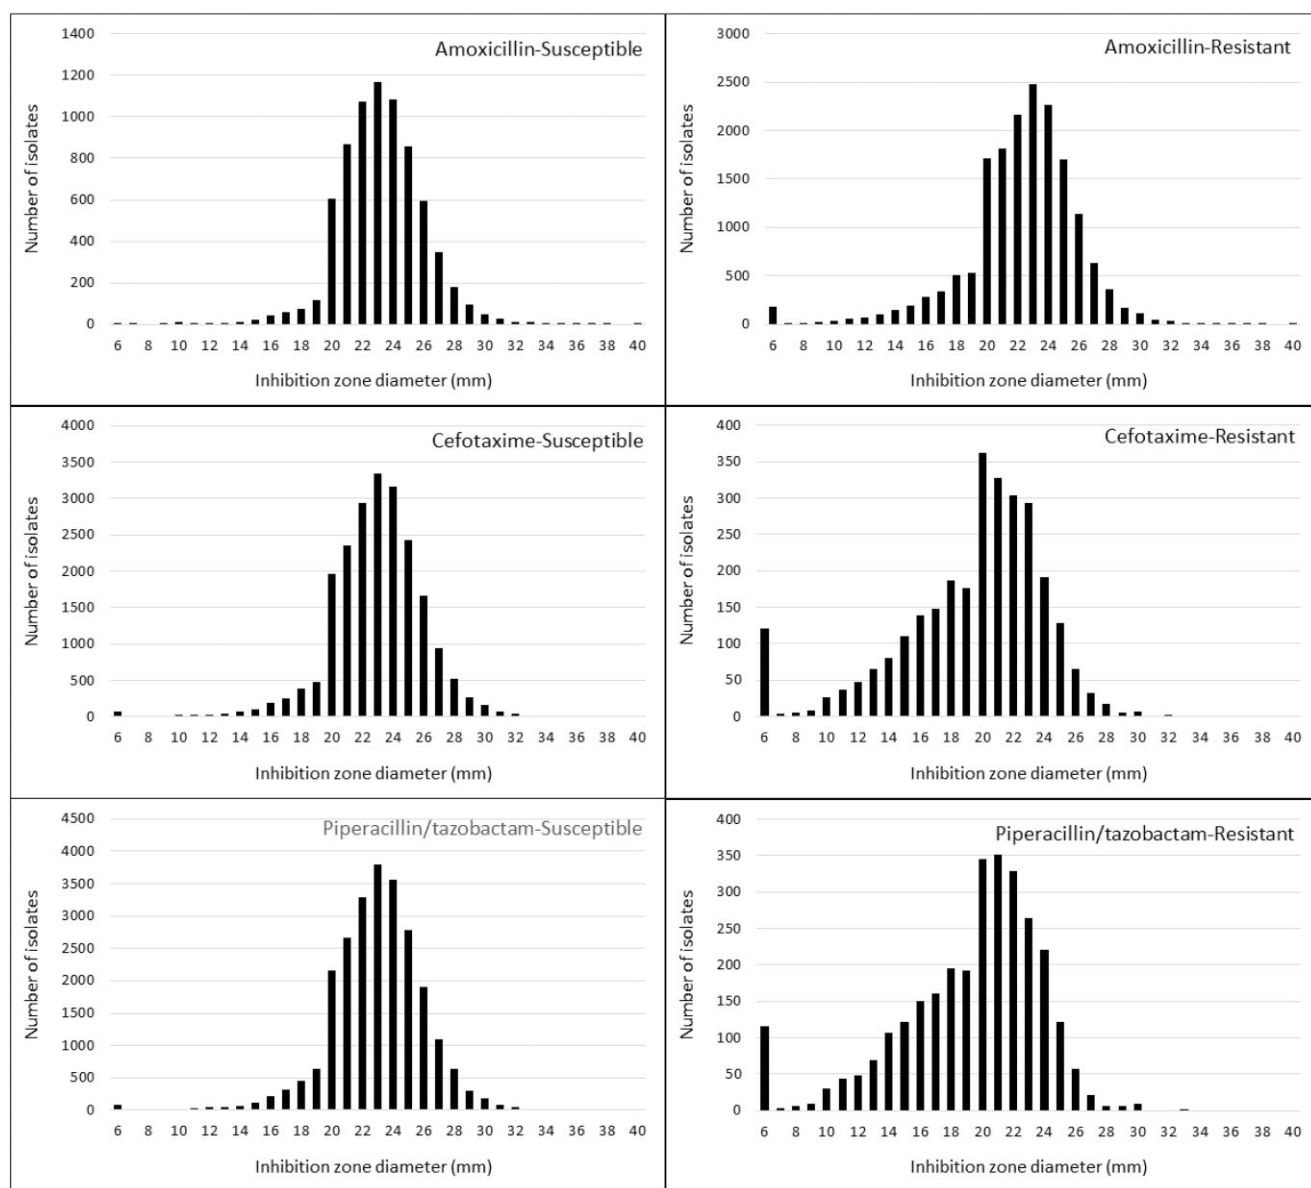 Amoxicillin-Susceptible
Number of isolates
1400
1200
1000
800
600
400
200
0
6 8 10 12 14 16 18 20 22 24 26 28 30 32 34 36 38 40
Inhibition zone diameter (mm)
Amoxicillin-Resistant
Number of isolates
3000
2500
2000
1500
1000
500
0
6 8 10 12 14 16 18 20 22 24 26 28 30 32 34 36 38 40
Inhibition zone diameter (mm)
Cefotaxime-Susceptible
Number of isolates
4000
3500
3000
2500
2000
1500
1000
500
0
6 8 10 12 14 16 18 20 22 24 26 28 30 32 34 36 38 40
Inhibition zone diameter (mm)
Cefotaxime-Resistant
Number of isolates
400
350
300
250
200
150
100
50
0
6 8 10 12 14 16 18 20 22 24 26 28 30 32 34 36 38 40
Inhibition zone diameter (mm)
Piperacillin/tazobactam-Susceptible
Number of isolates
4500
4000
3500
3000
2500
2000
1500
1000
500
0
6 8 10 12 14 16 18 20 22 24 26 28 30 32 34 36 38 40
Inhibition zone diameter (mm)
Piperacillin/tazobactam-Resistant
Number of isolates
400
350
300
250
200
150
100
50
0
6 8 10 12 14 16 18 20 22 24 26 28 30 32 34 36 38 40
Inhibition zone diameter (mm)